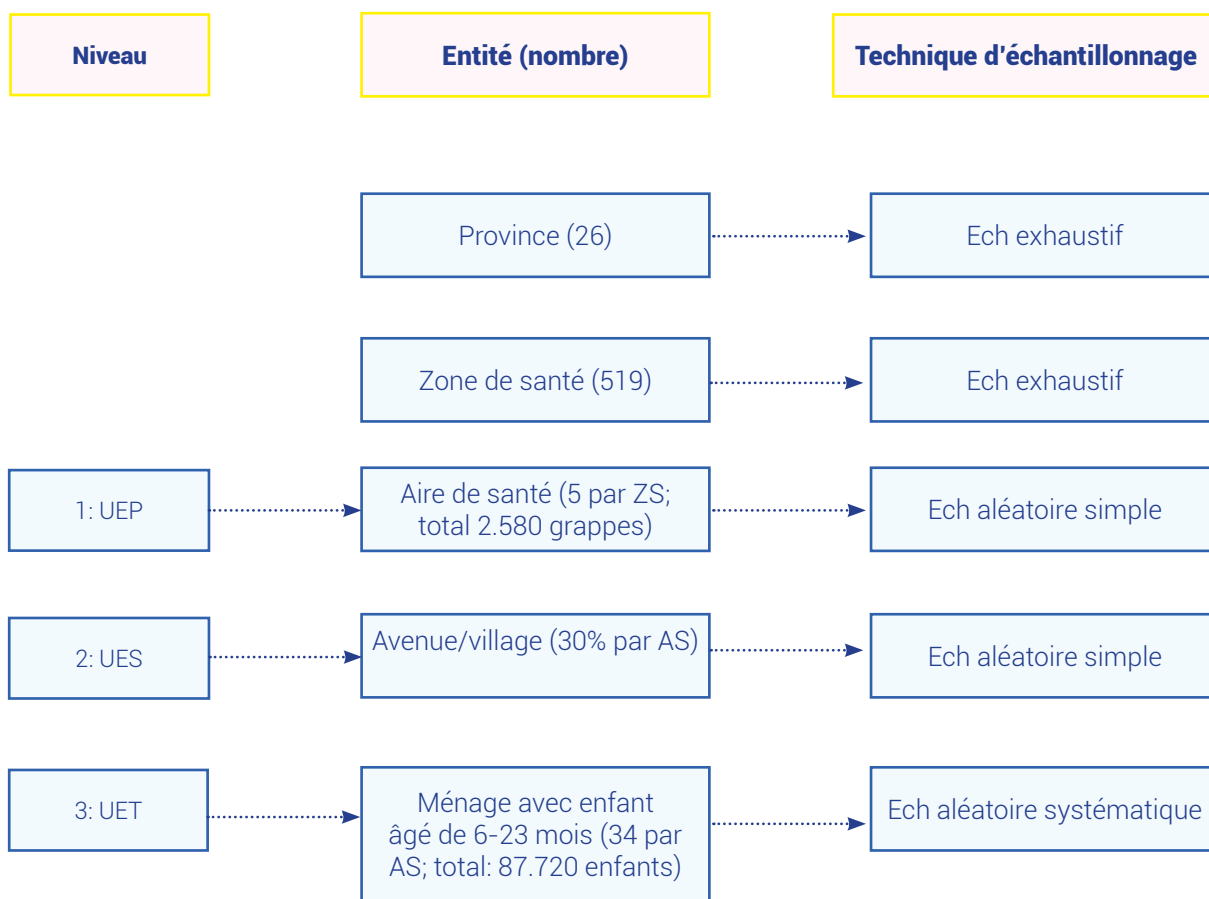 Niveau
Entité (nombre)
Technique d'échantillonnage
Province (26)
Ech exhaustif
Zone de santé (519)
Ech exhaustif
1: UEP
Aire de santé (5 par ZS;
total 2.580 grappes)
Ech aléatoire simple
2: UES
Avenue/village (30% par AS)
Ech aléatoire simple
3: UET
Ménage avec enfant
âgé de 6-23 mois (34 par
AS; total: 87.720 enfants)
Ech aléatoire systématique